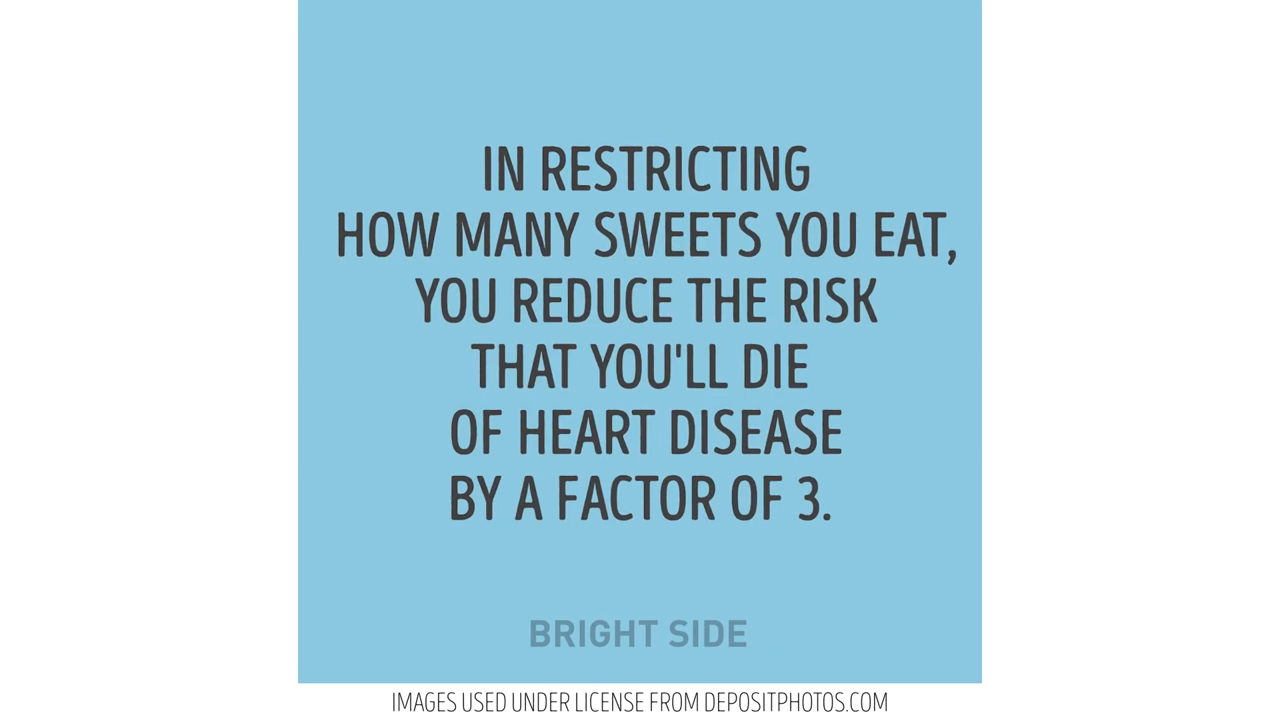 IN RESTRICTING
HOW MANY SWEETS YOU EAT,
YOU REDUCE THE RISK
THAT YOU'LL DIE
OF HEART DISEASE
BY A FACTOR OF 3.
BRIGHT SIDE
IMAGES USED UNDER LICENSE FROM DEPOSITPHOTOS.COM